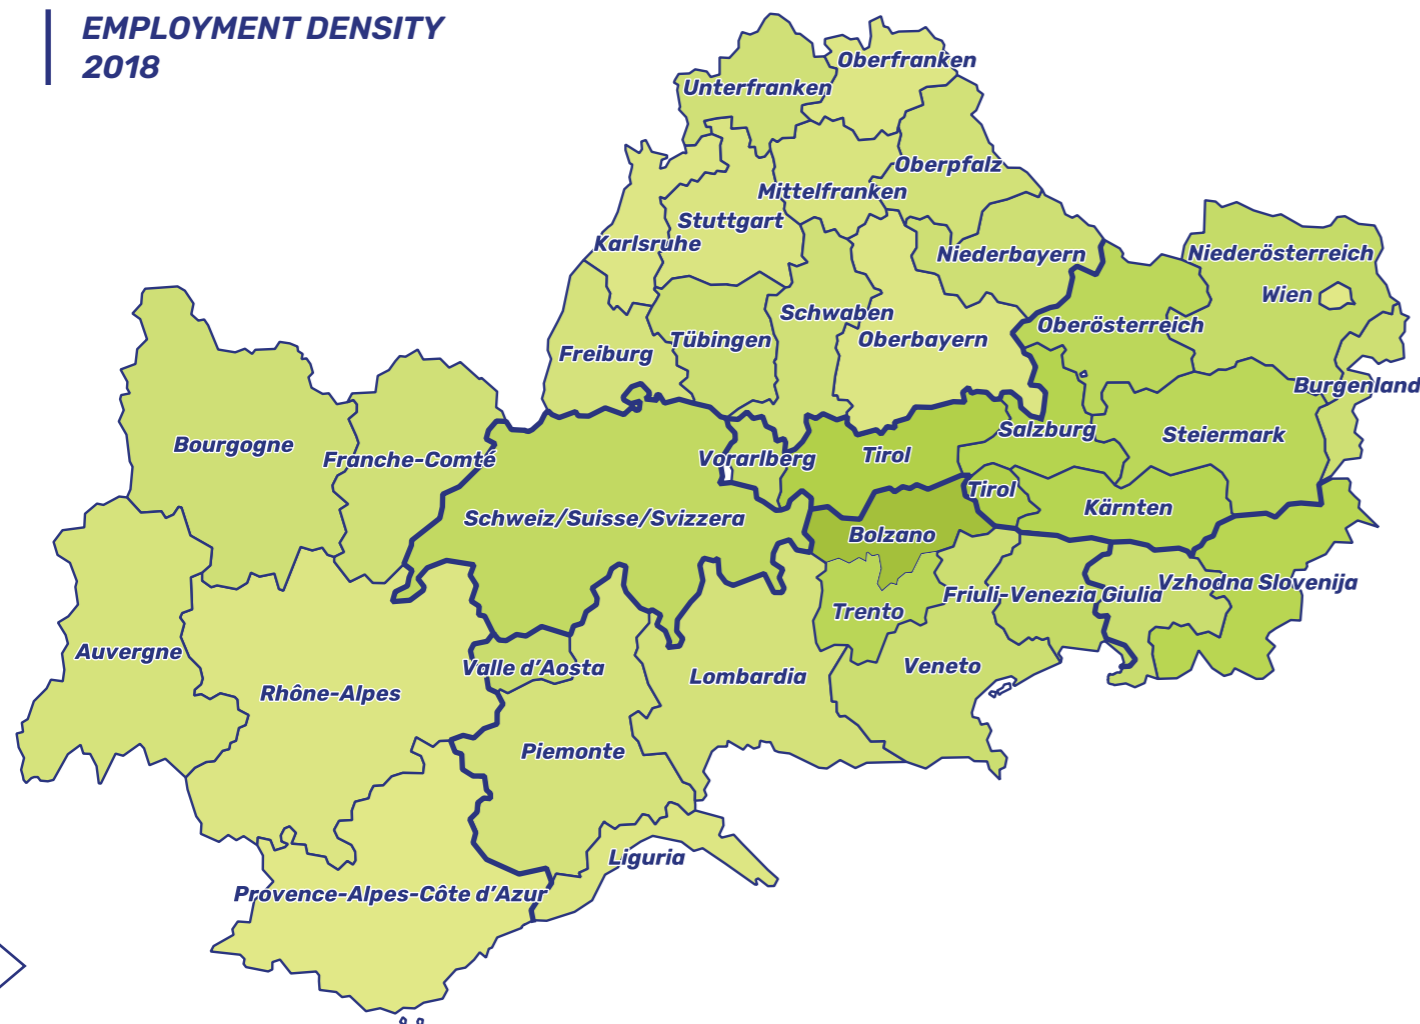 EMPLOYMENT DENSITY
2018
Oberfranken
Unterfranken
Oberpfalz
Mittelfranken
Stuttgart
Karlsruhe
Niederbayern
Niederösterreich
Wien
Schwaben
Oberösterreich
Tübingen
Oberbayern
Freiburg
Burgenland
Salzburg
Steiermark
Bourgogne
Franche-Comté
Vorarlberg
Tirol
Tirol
Kärnten
Schweiz/Suisse/Svizzera
Bolzano
Vzhodna Slovenija
Friuli-Venezia Giulia
Trento
Auvergne
Valle d'Aosta
Veneto
Lombardia
Rhône-Alpes
Piemonte
Liguria
Provence-Alpes-Côte d'Azur